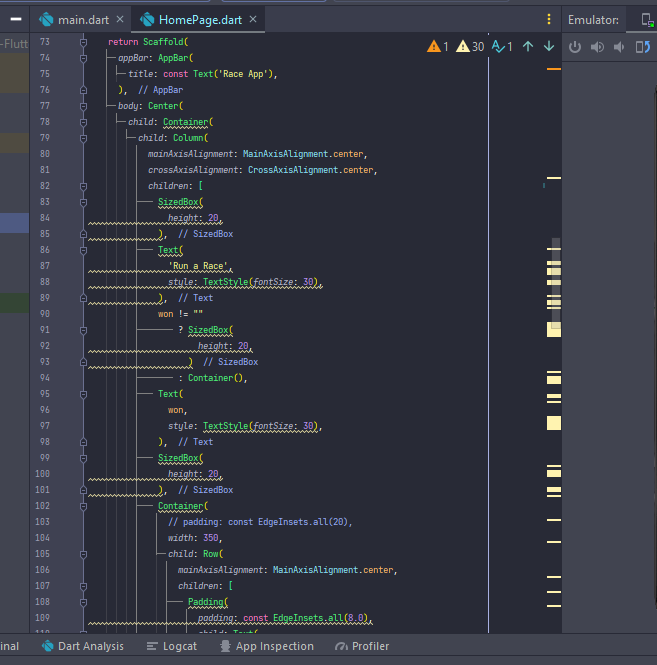 main.dart HomePage.dart Emulator:
-Flutt
1 30 1
73 return Scaffold(
74 appBar: AppBar(
75 title: const Text('Race App'),
76 ), // AppBar
77 body: Center(
78 child: Container(
79 child: Column(
80 mainAxisAlignment: MainAxisAlignment.center,
81 crossAxisAlignment: CrossAxisAlignment.center,
82 children: [
83 SizedBox(
84 height: 20,
85 ), // SizedBox
86 Text(
87 'Run a Race',
88 style: TextStyle(fontSize: 30),
89 ), // Text
90 won != ""
91 ? SizedBox(
92 height: 20,
93 ) // SizedBox
94 : Container(),
95 Text(
96 won,
97 style: TextStyle(fontSize: 30),
98 ), // Text
99 SizedBox(
100 height: 20,
101 ), // SizedBox
102 Container(
103 // padding: const EdgeInsets.all(20),
104 width: 350,
105 child: Row(
106 mainAxisAlignment: MainAxisAlignment.center,
107 children: [
108 Padding(
109 padding: const EdgeInsets.all(8.0),
110 child: Text(
inal Dart Analysis Logcat App Inspection Profiler